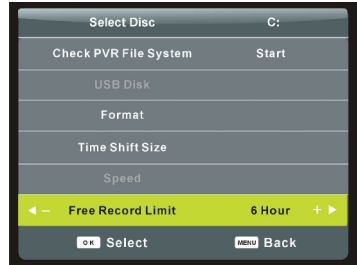 Select Disc C:
Check PVR File System Start
USB Disk
Format
Time Shift Size
Speed
– Free Record Limit 6 Hour +
OK Select MENU Back